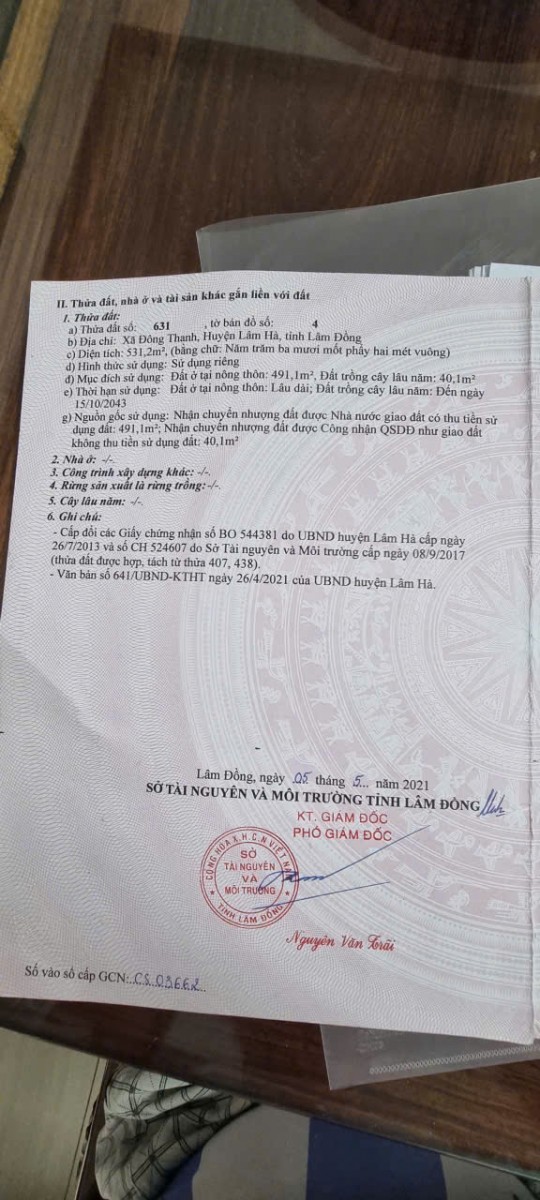 II. Thửa đất, nhà ở và tài sản khác gắn liền với đất
1. Thửa đất:
a) Thửa đất số: 631 , tờ bản đồ số: 4
b) Địa chỉ: Xã Đông Thanh, Huyện Lâm Hà, tỉnh Lâm Đồng
c) Diện tích: 531,2m², (bằng chữ: Năm trăm ba mươi mốt phẩy hai mét vuông)
d) Hình thức sử dụng: Sử dụng riêng
đ) Mục đích sử dụng: Đất ở tại nông thôn: 491,1m², Đất trồng cây lâu năm: 40,1m²
e) Thời hạn sử dụng: Đất ở tại nông thôn: Lâu dài; Đất trồng cây lâu năm: Đến ngày
15/10/2043
g) Nguồn gốc sử dụng: Nhận chuyển nhượng đất được Nhà nước giao đất có thu tiền sử
dụng đất: 491,1m²; Nhận chuyển nhượng đất được Công nhận QSDĐ như giao đất
không thu tiền sử dụng đất: 40,1m²
2. Nhà ở: -/-.
3. Công trình xây dựng khác: -/-.
4. Rừng sản xuất là rừng trồng: -/-.
5. Cây lâu năm: -/-.
6. Ghi chú:
- Cấp đổi các Giấy chứng nhận số BO 544381 do UBND huyện Lâm Hà cấp ngày
26/7/2013 và số CH 524607 do Sở Tài nguyên và Môi trường cấp ngày 08/9/2017
(thửa đất được hợp, tách từ thửa 407, 438).
- Văn bản số 641/UBND-KTHT ngày 26/4/2021 của UBND huyện Lâm Hà.
Lâm Đồng, ngày 05 tháng 5... năm 2021
SỞ TÀI NGUYÊN VÀ MÔI TRƯỜNG TỈNH LÂM ĐỒNG
KT. GIÁM ĐỐC
PHÓ GIÁM ĐỐC
CỘNG HÒA X.H.C.N VIỆT NAM
SỞ
TÀI NGUYÊN
VÀ
MÔI TRƯỜNG
TỈNH LÂM ĐỒNG
Nguyễn Văn Trãi
Số vào sổ cấp GCN: CS 03662